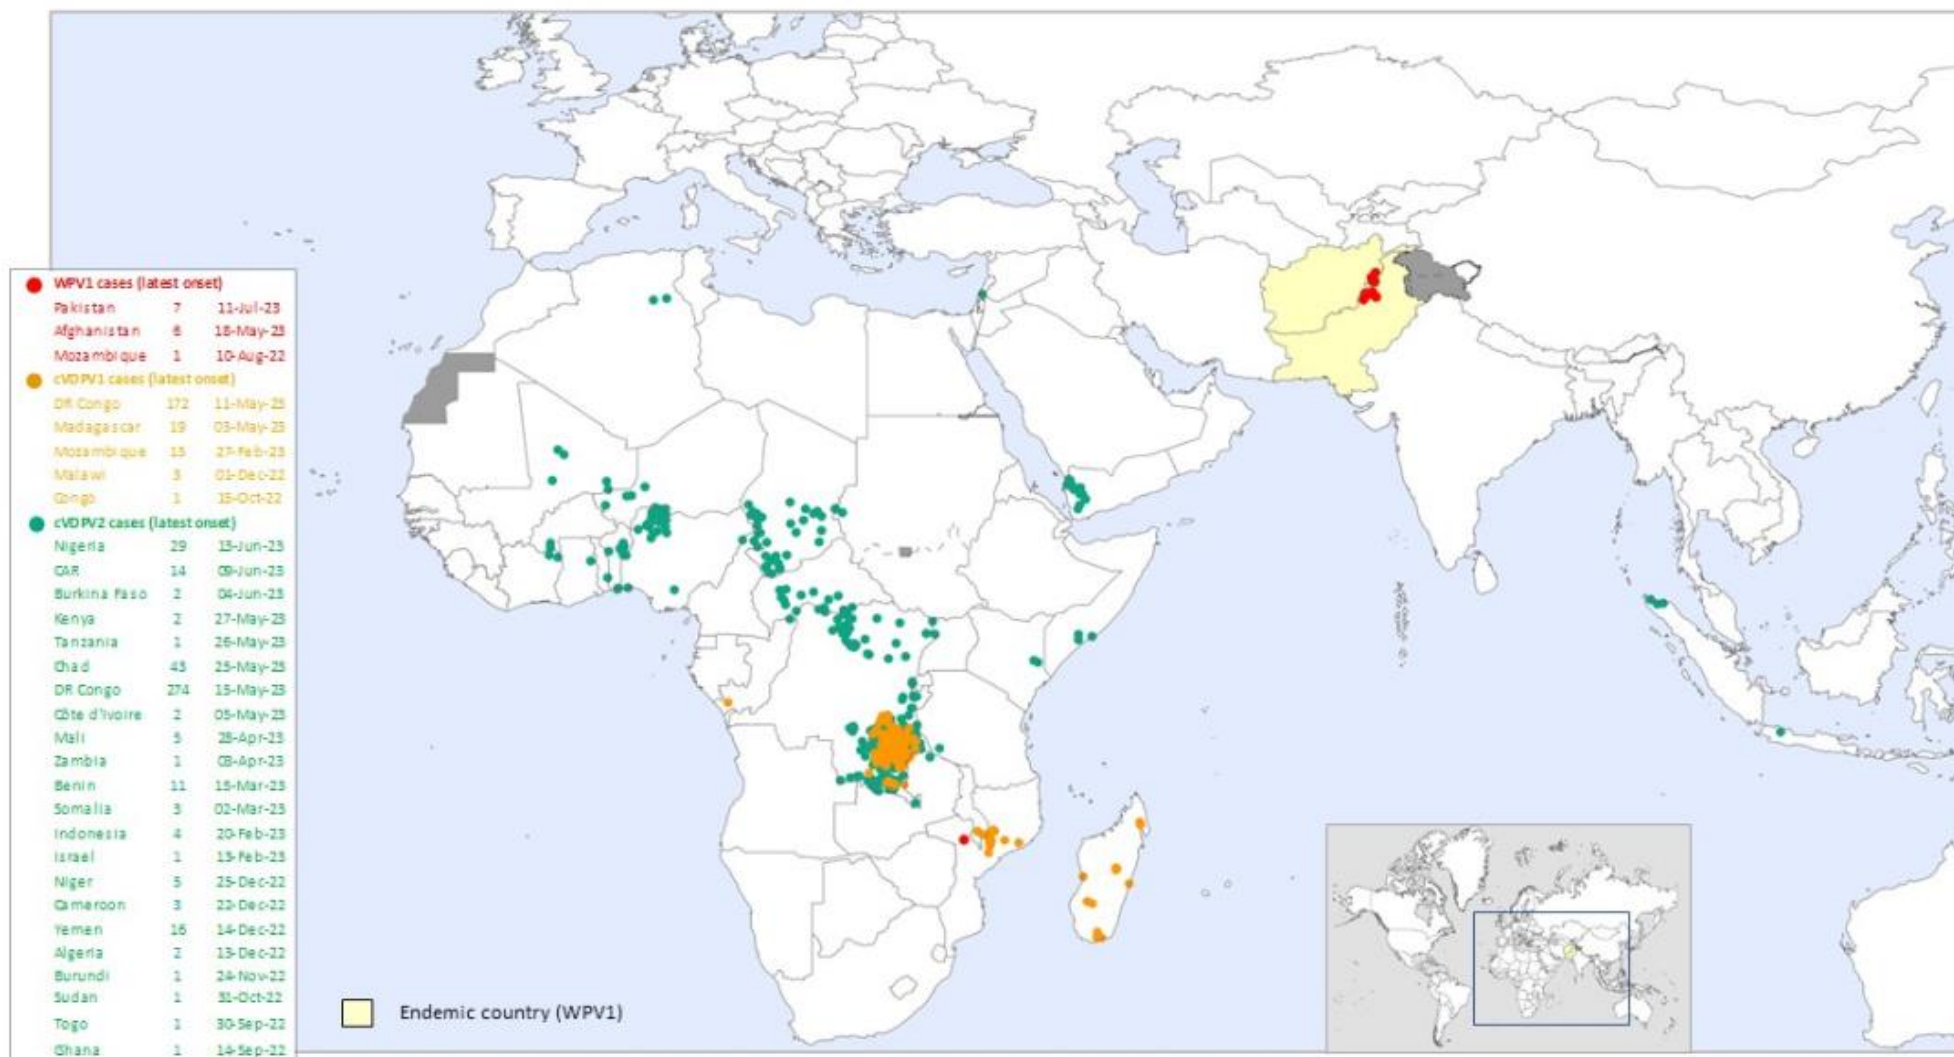 WPV1 cases (latest onset)
Pakistan 7 11-Jul-23
Afghanistan 6 18-May-23
Mozambique 1 10-Aug-22
cVDPV1 cases (latest onset)
DR Congo 172 11-May-23
Madagascar 19 03-May-23
Mozambique 15 27-Feb-23
Malawi 3 01-Dec-22
Congo 1 15-Oct-22
cVDPV2 cases (latest onset)
Nigeria 29 13-Jun-23
CAR 14 09-Jun-23
Burkina Faso 2 04-Jun-23
Kenya 2 27-May-23
Tanzania 1 26-May-23
Chad 43 25-May-23
DR Congo 274 15-May-23
Côte d'Ivoire 2 05-May-23
Mali 5 28-Apr-23
Zambia 1 03-Apr-23
Benin 11 15-Mar-23
Somalia 3 02-Mar-23
Indonesia 4 20-Feb-23
Israel 1 13-Feb-23
Niger 5 25-Dec-22
Cameroon 3 22-Dec-22
Yemen 16 14-Dec-22
Algeria 2 13-Dec-22
Burundi 1 24-Nov-22
Sudan 1 31-Oct-22
Togo 1 30-Sep-22
Ghana 1 14-Sep-22
Endemic country (WPV1)